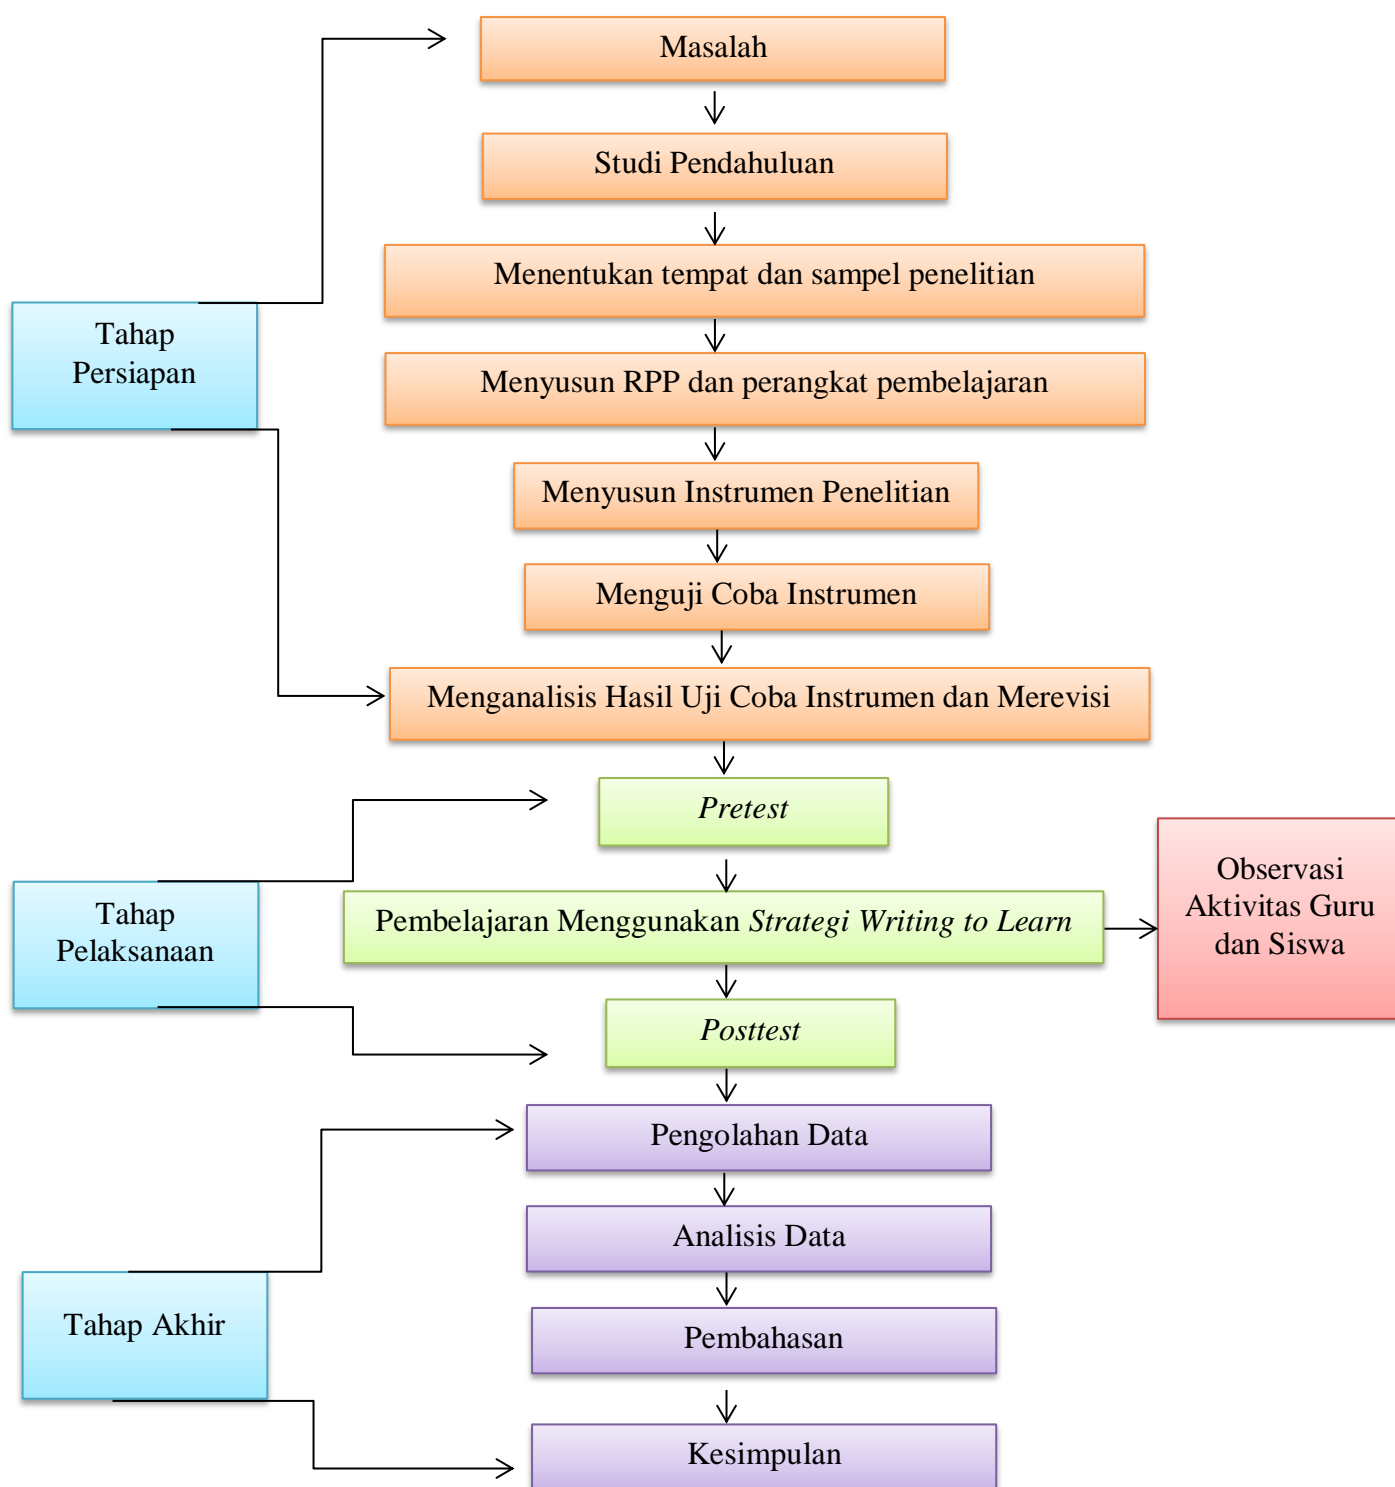 Masalah
Studi Pendahuluan
Menentukan tempat dan sampel penelitian
Tahap
Persiapan
Menyusun RPP dan perangkat pembelajaran
Menyusun Instrumen Penelitian
Menguji Coba Instrumen
Menganalisis Hasil Uji Coba Instrumen dan Merevisi
Pretest
Tahap
Pelaksanaan
Pembelajaran Menggunakan Strategi Writing to Learn
Observasi
Aktivitas Guru
dan Siswa
Posttest
Pengolahan Data
Analisis Data
Tahap Akhir
Pembahasan
Kesimpulan